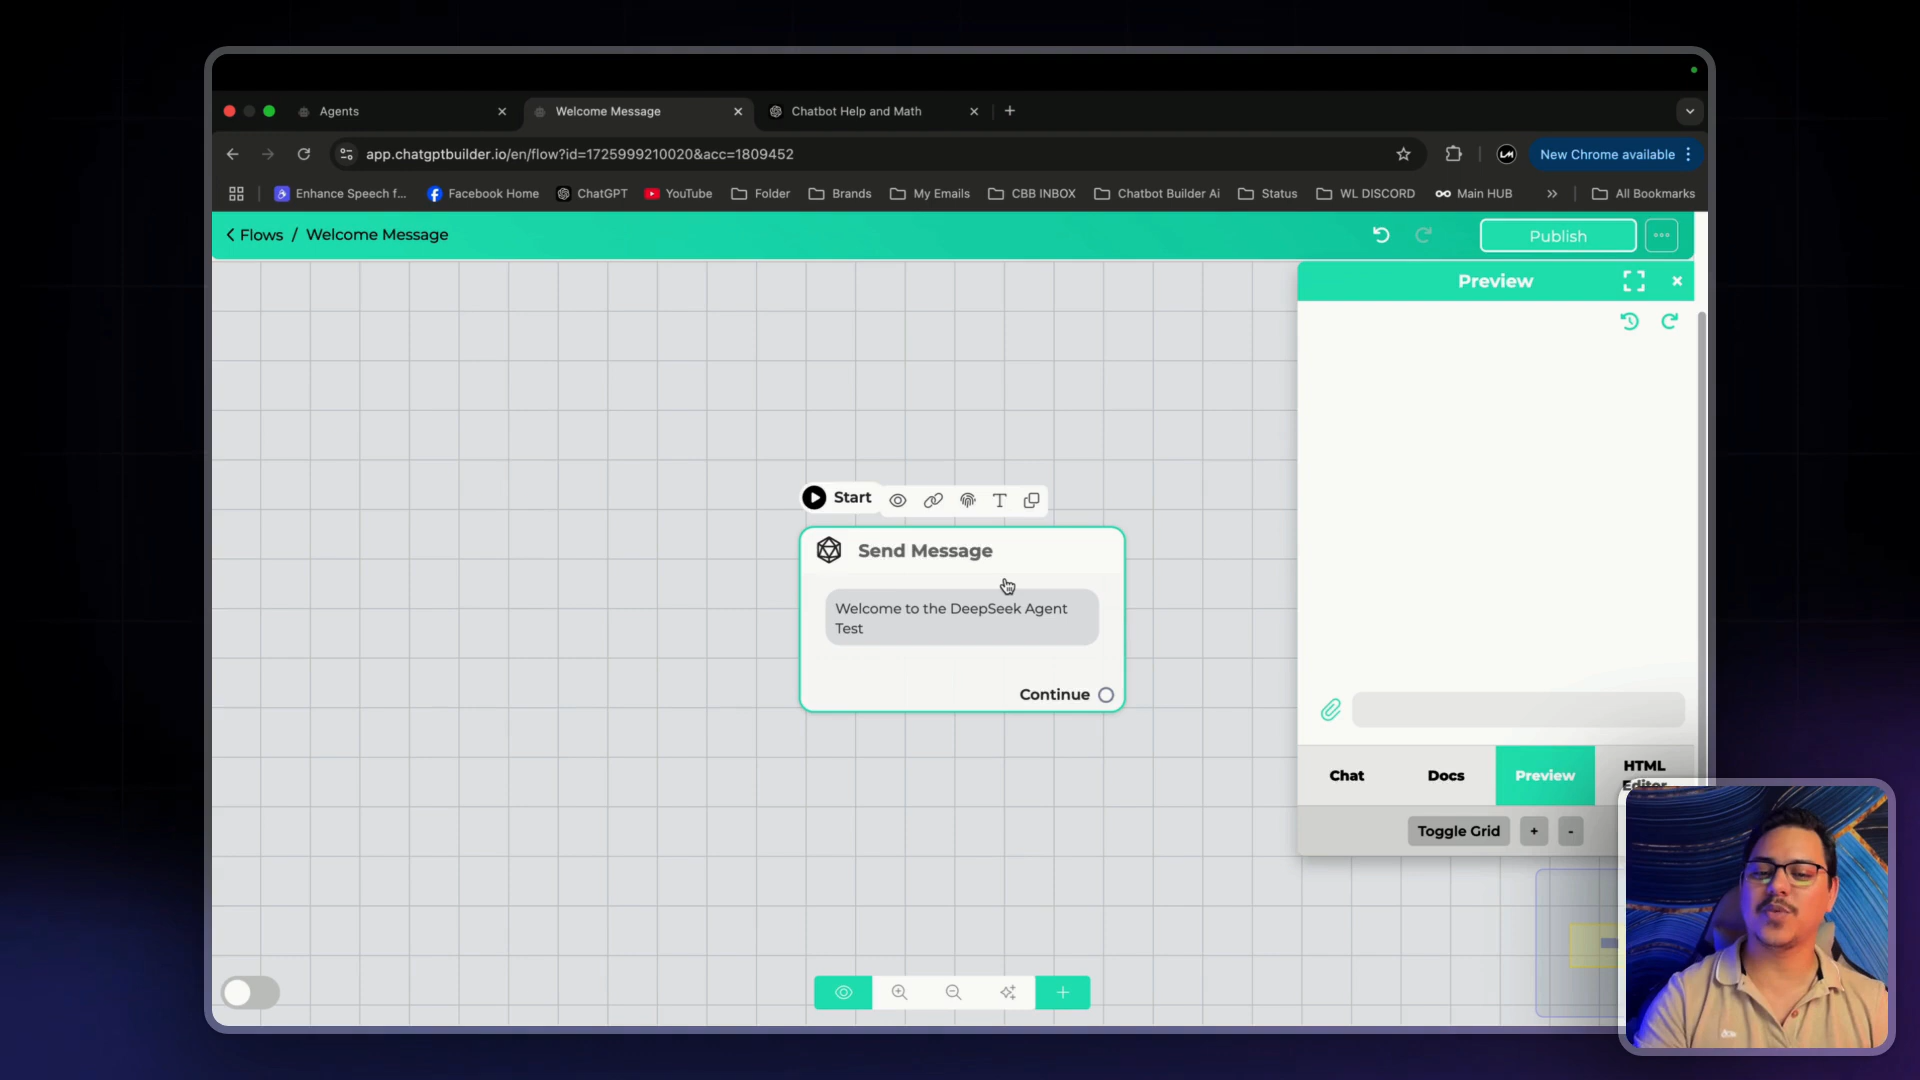 Agents
Welcome Message
Chatbot Help and Math
app.chatgptbuilder.io/en/flow?id=1725999210020&acc=1809452
New Chrome available
Enhance Speech f...
Facebook Home
ChatGPT
YouTube
Folder
Brands
My Emails
CBB INBOX
Chatbot Builder Ai
Status
WL DISCORD
Main HUB
All Bookmarks
Flows / Welcome Message
Publish
Preview
Start
Send Message
Welcome to the DeepSeek Agent
Test
Continue
Chat
Docs
Preview
HTML
Editor
Toggle Grid
+
-